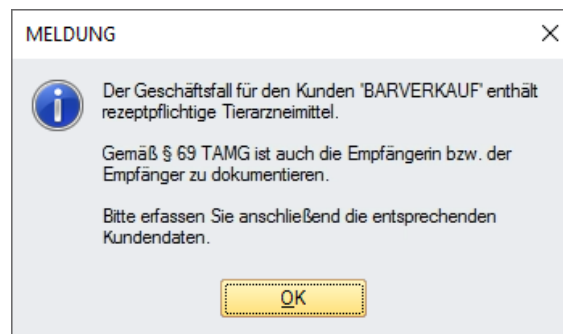 MELDUNG
Der Geschäftsfall für den Kunden 'BARVERKAUF' enthält
rezeptpflichtige Tierarzneimittel.
Gemäß § 69 TAMG ist auch die Empfängerin bzw. der
Empfänger zu dokumentieren.
Bitte erfassen Sie anschließend die entsprechenden
Kundendaten.
OK